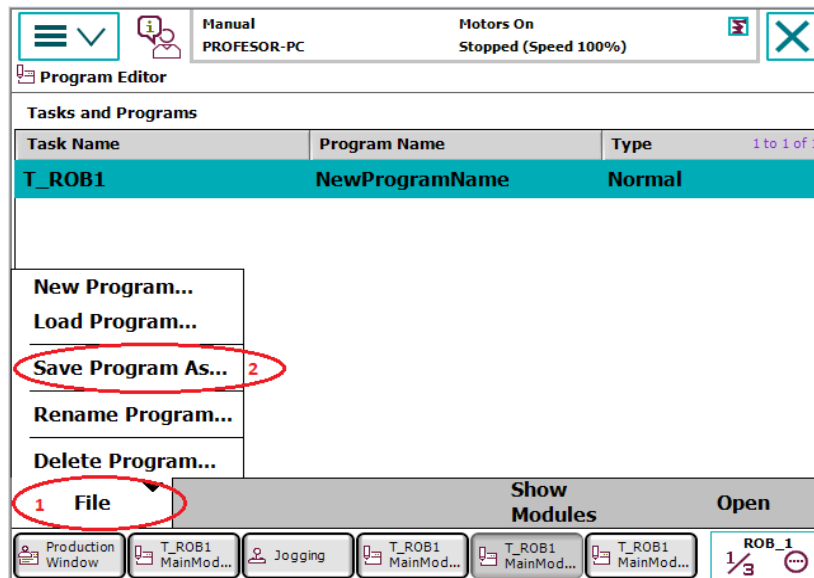 Manual
PROFESOR-PC
Motors On
Stopped (Speed 100%)
Program Editor
Tasks and Programs
Task Name Program Name Type 1 to 1 of
T_ROB1 NewProgramName Normal
New Program...
Load Program...
Save Program As... 2
Rename Program...
Delete Program...
1 File
Show
Modules
Open
Production
Window
T_ROB1
MainMod...
Jogging
T_ROB1
MainMod...
T_ROB1
MainMod...
T_ROB1
MainMod...
ROB_1
1/3